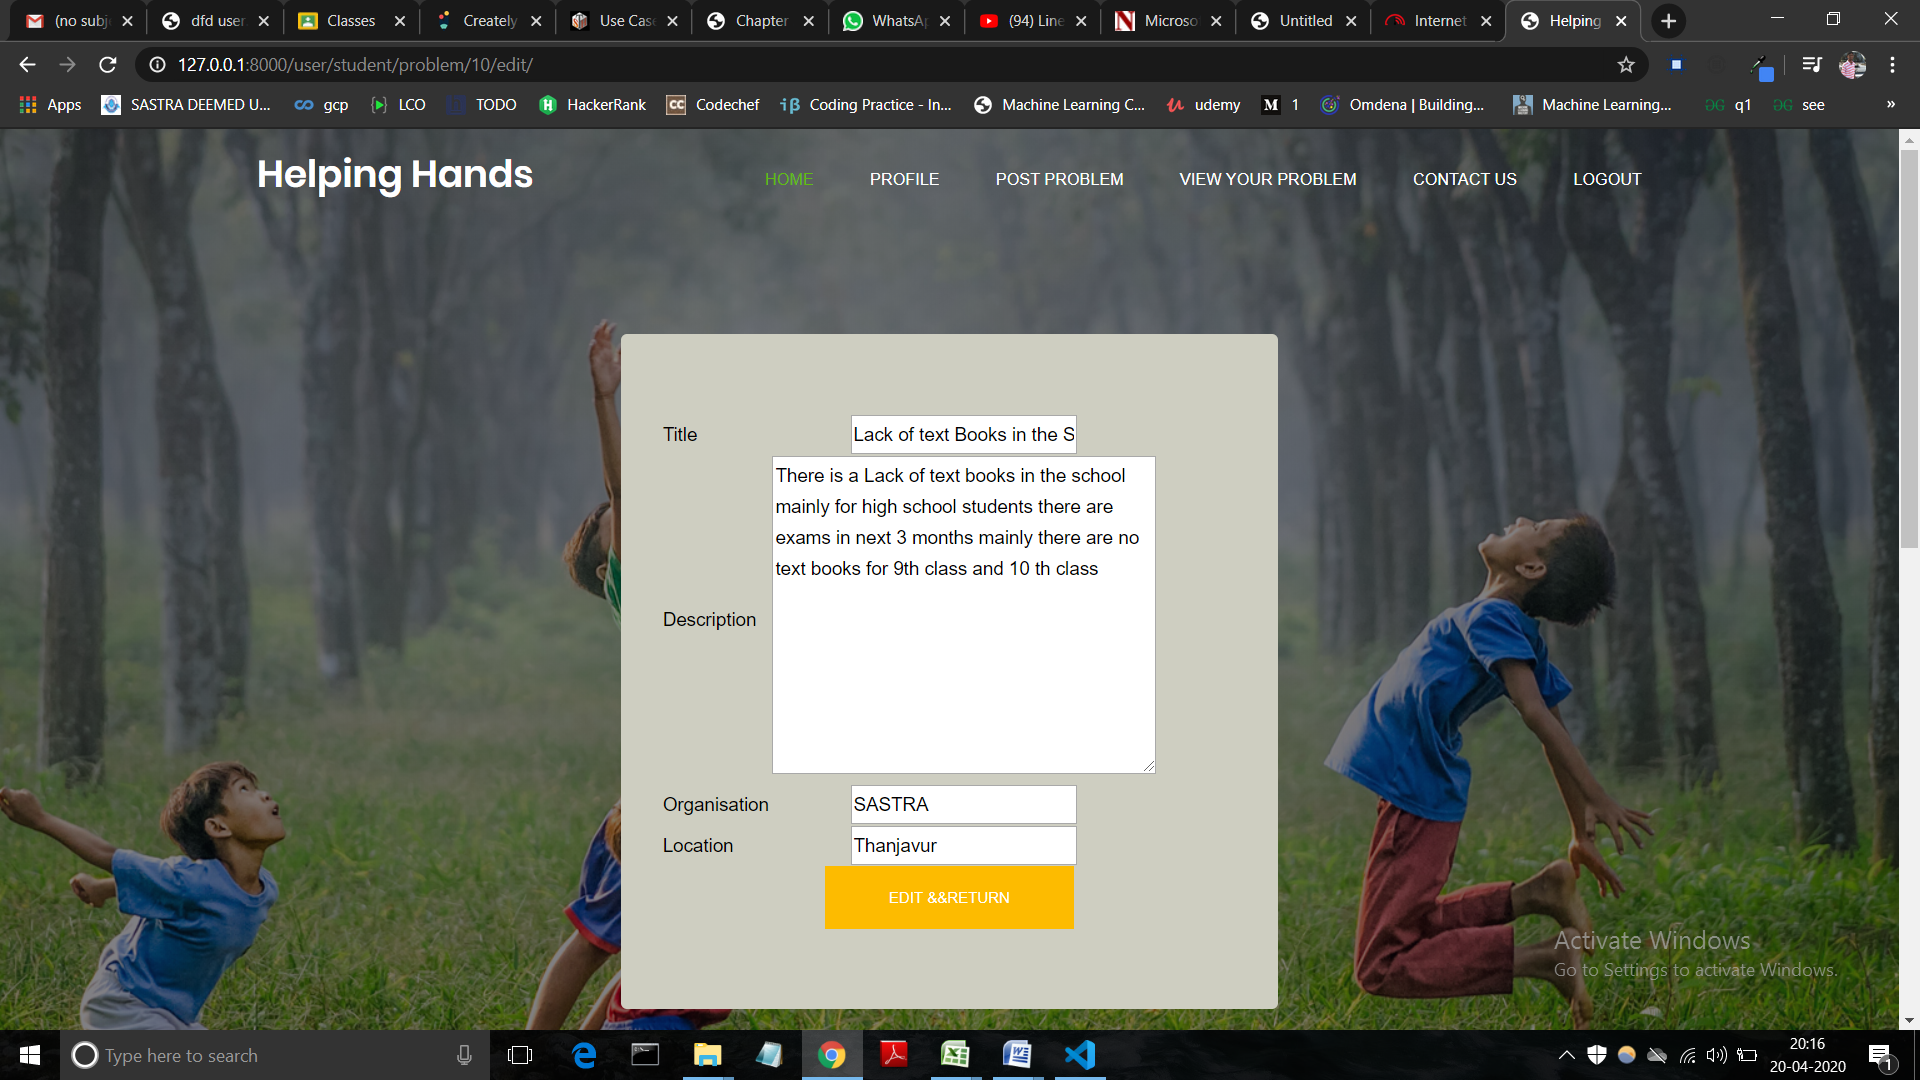 (no subj
dfd user
Classes
Creately
Use Case
Chapter
WhatsAp
(94) Line
Microso
Untitled
Internet
Helping
127.0.0.1:8000/user/student/problem/10/edit/
Apps
SASTRA DEEMED U...
gcp
LCO
TODO
HackerRank
CC
Codechef
Coding Practice - In...
Machine Learning C...
udemy
M
1
Omdena | Building...
Machine Learning...
q1
see
»
Helping Hands
HOME
PROFILE
POST PROBLEM
VIEW YOUR PROBLEM
CONTACT US
LOGOUT
Title
Lack of text Books in the S
There is a Lack of text books in the school
mainly for high school students there are
exams in next 3 months mainly there are no
text books for 9th class and 10 th class
Description
Organisation
SASTRA
Location
Thanjavur
EDIT &&RETURN
Activate Windows
Go to Settings to activate Windows.
Type here to search
20:16
20-04-2020
1